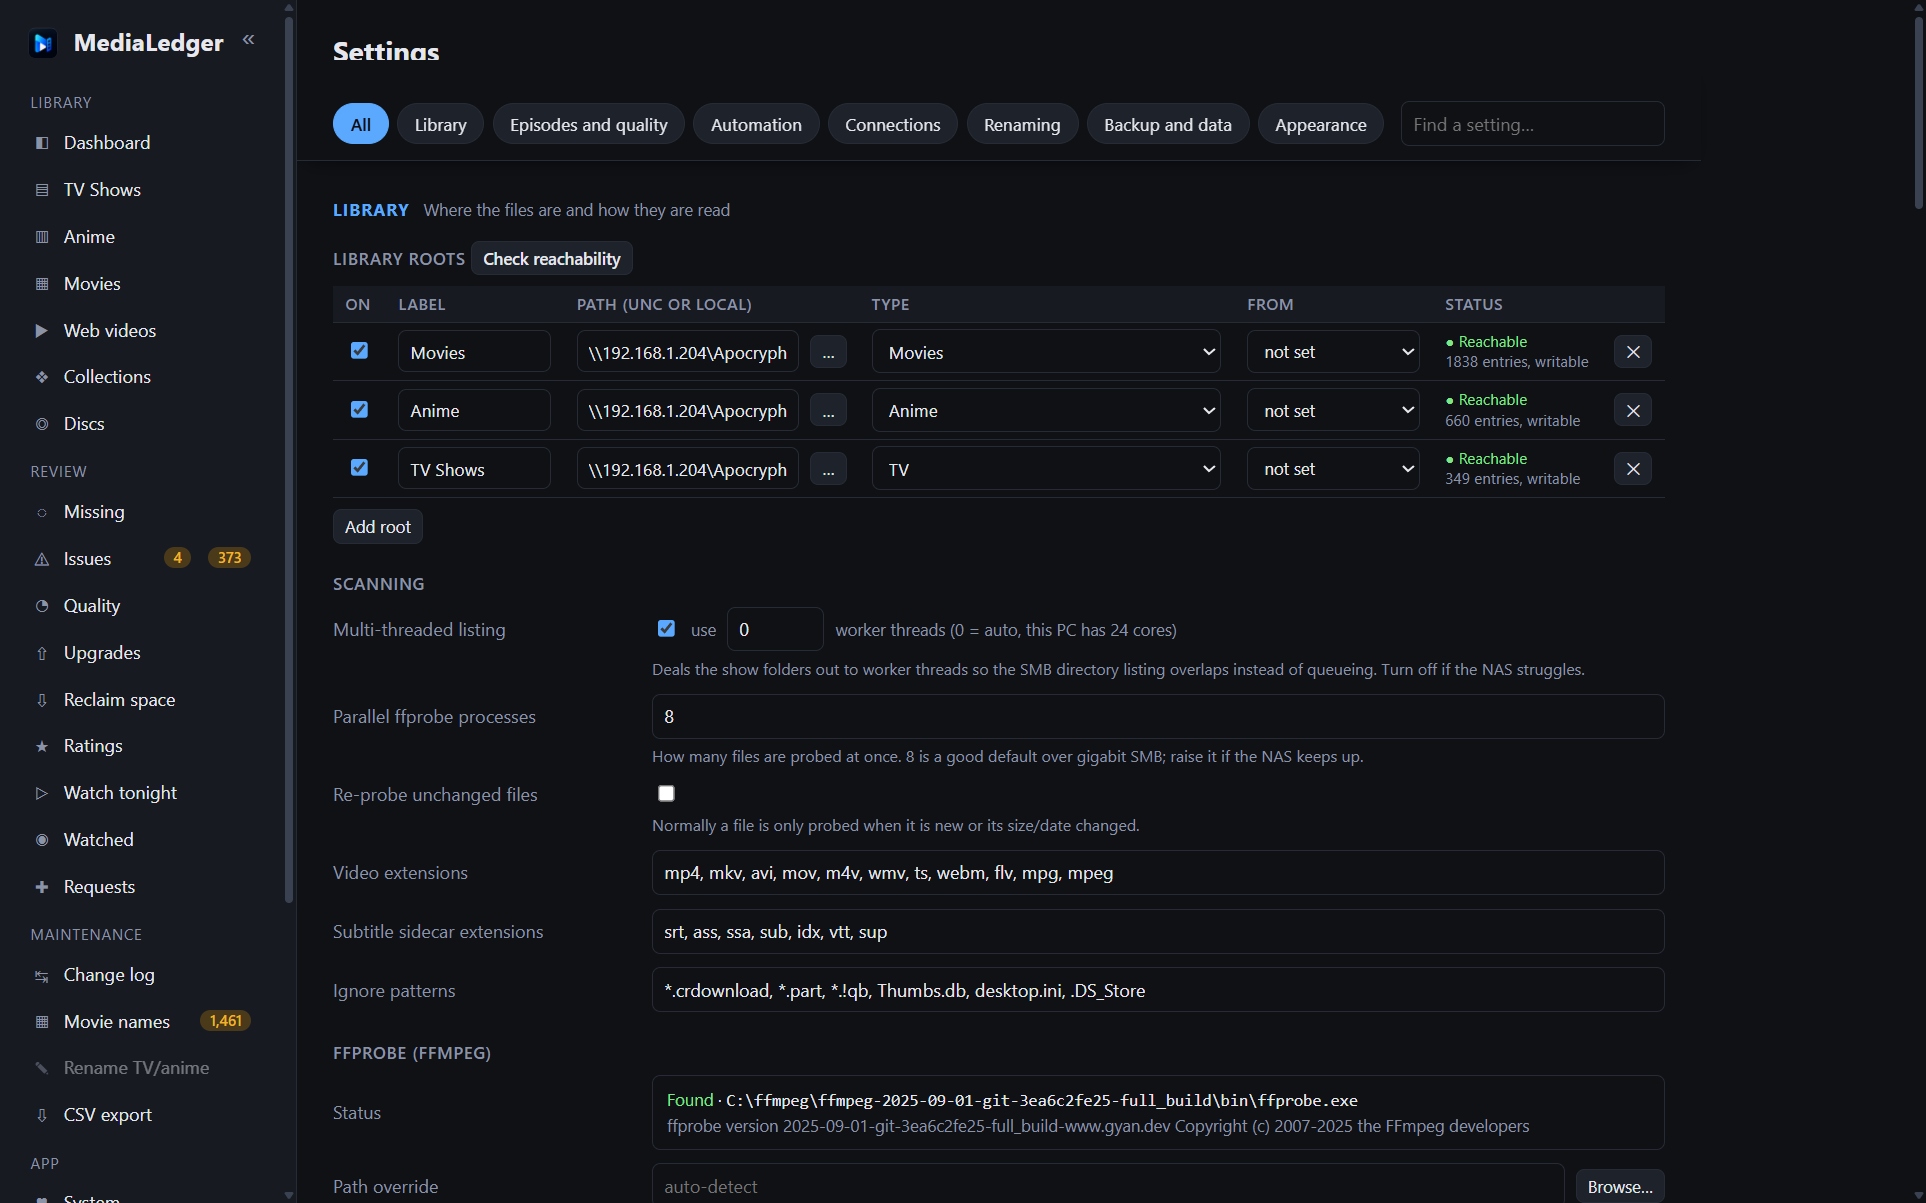 MediaLedger «
LIBRARY
Dashboard
TV Shows
Anime
Movies
Web videos
Collections
Discs
REVIEW
Missing
Issues 4 373
Quality
Upgrades
Reclaim space
Ratings
Watch tonight
Watched
Requests
MAINTENANCE
Change log
Movie names 1,461
Rename TV/anime
CSV export
APP
System
Settings
All Library Episodes and quality Automation Connections Renaming Backup and data Appearance Find a setting...
LIBRARY Where the files are and how they are read
LIBRARY ROOTS Check reachability
ON LABEL PATH (UNC OR LOCAL) TYPE FROM STATUS
Movies \\192.168.1.204\Apocryph ... Movies not set Reachable
1838 entries, writable
Anime \\192.168.1.204\Apocryph ... Anime not set Reachable
660 entries, writable
TV Shows \\192.168.1.204\Apocryph ... TV not set Reachable
349 entries, writable
Add root
SCANNING
Multi-threaded listing use 0 worker threads (0 = auto, this PC has 24 cores)
Deals the show folders out to worker threads so the SMB directory listing overlaps instead of queueing. Turn off if the NAS struggles.
Parallel ffprobe processes 8
How many files are probed at once. 8 is a good default over gigabit SMB; raise it if the NAS keeps up.
Re-probe unchanged files
Normally a file is only probed when it is new or its size/date changed.
Video extensions mp4, mkv, avi, mov, m4v, wmv, ts, webm, flv, mpg, mpeg
Subtitle sidecar extensions srt, ass, ssa, sub, idx, vtt, sup
Ignore patterns *.crdownload, *.part, *.!qb, Thumbs.db, desktop.ini, .DS_Store
FFPROBE (FFMPEG)
Status Found · C:\ffmpeg\ffmpeg-2025-09-01-git-3ea6c2fe25-full_build\bin\ffprobe.exe
ffprobe version 2025-09-01-git-3ea6c2fe25-full_build-www.gyan.dev Copyright (c) 2007-2025 the FFmpeg developers
Path override auto-detect Browse...